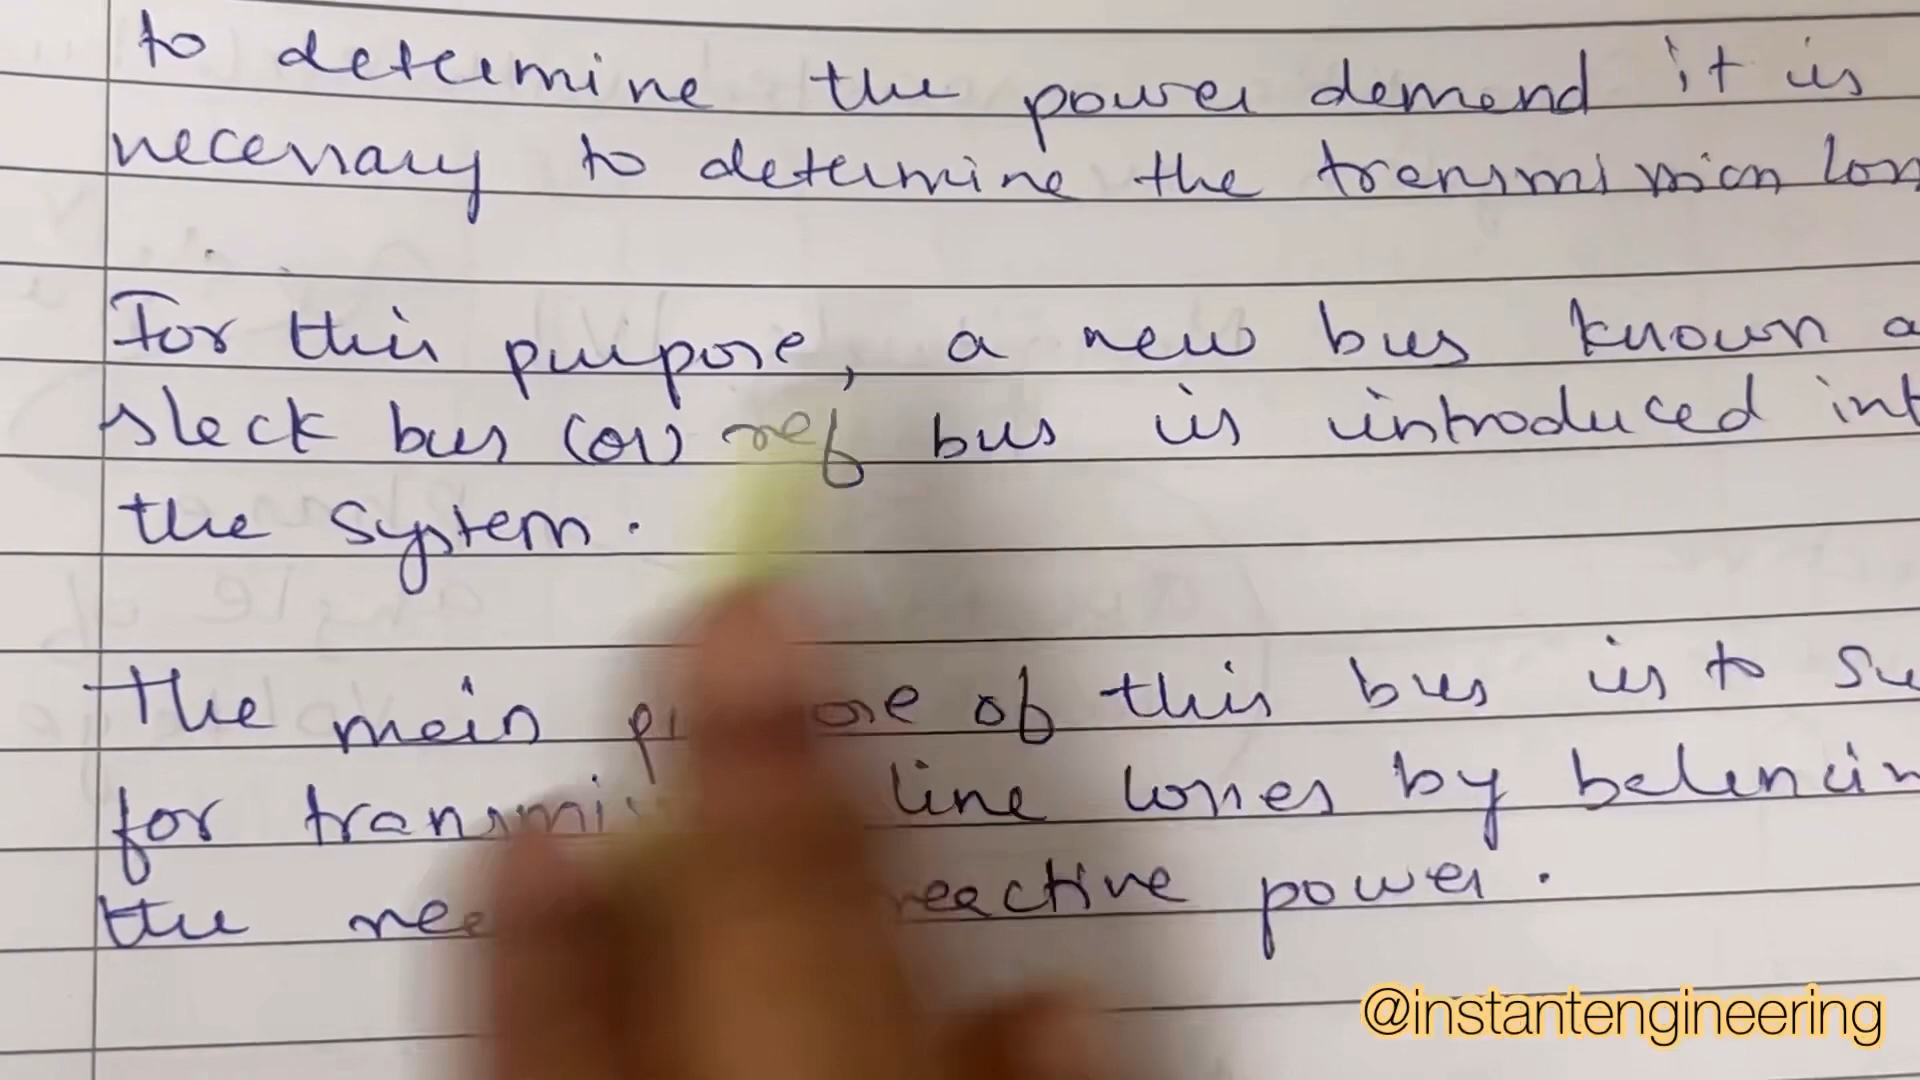 to determine the power demand it is
necessary to determine the transmission loss
For this purpose, a new bus known a
slack bus (or) ref bus is introduced int
the system.
The main of this bus is to su
for line losses by balancin
the reactive power.
@instantengineering